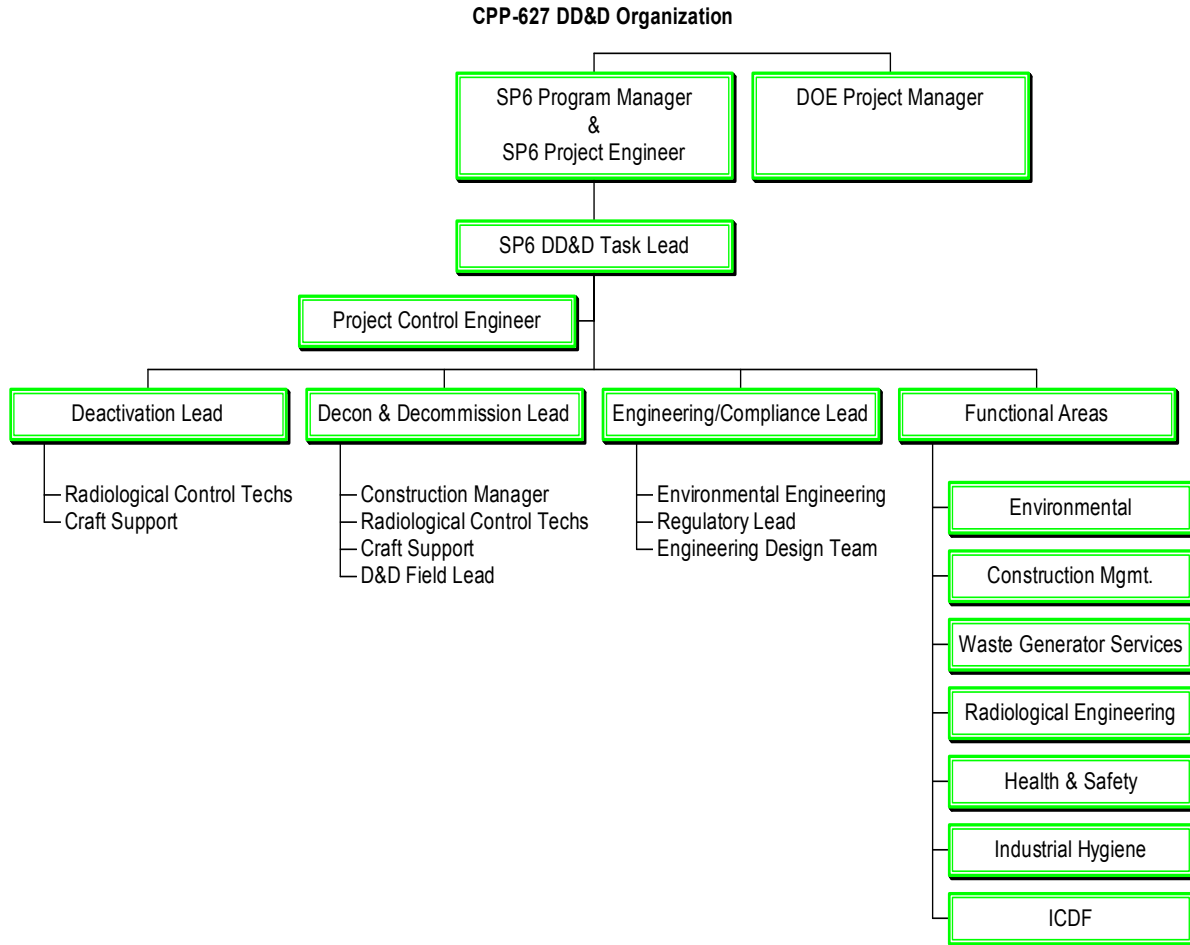 CPP-627 DD&D Organization
SP6 Program Manager
&
SP6 Project Engineer
DOE Project Manager
SP6 DD&D Task Lead
Project Control Engineer
Deactivation Lead
Radiological Control Techs
Craft Support
Decon & Decommission Lead
Construction Manager
Radiological Control Techs
Craft Support
D&D Field Lead
Engineering/Compliance Lead
Environmental Engineering
Regulatory Lead
Engineering Design Team
Functional Areas
Environmental
Construction Mgmt.
Waste Generator Services
Radiological Engineering
Health & Safety
Industrial Hygiene
ICDF